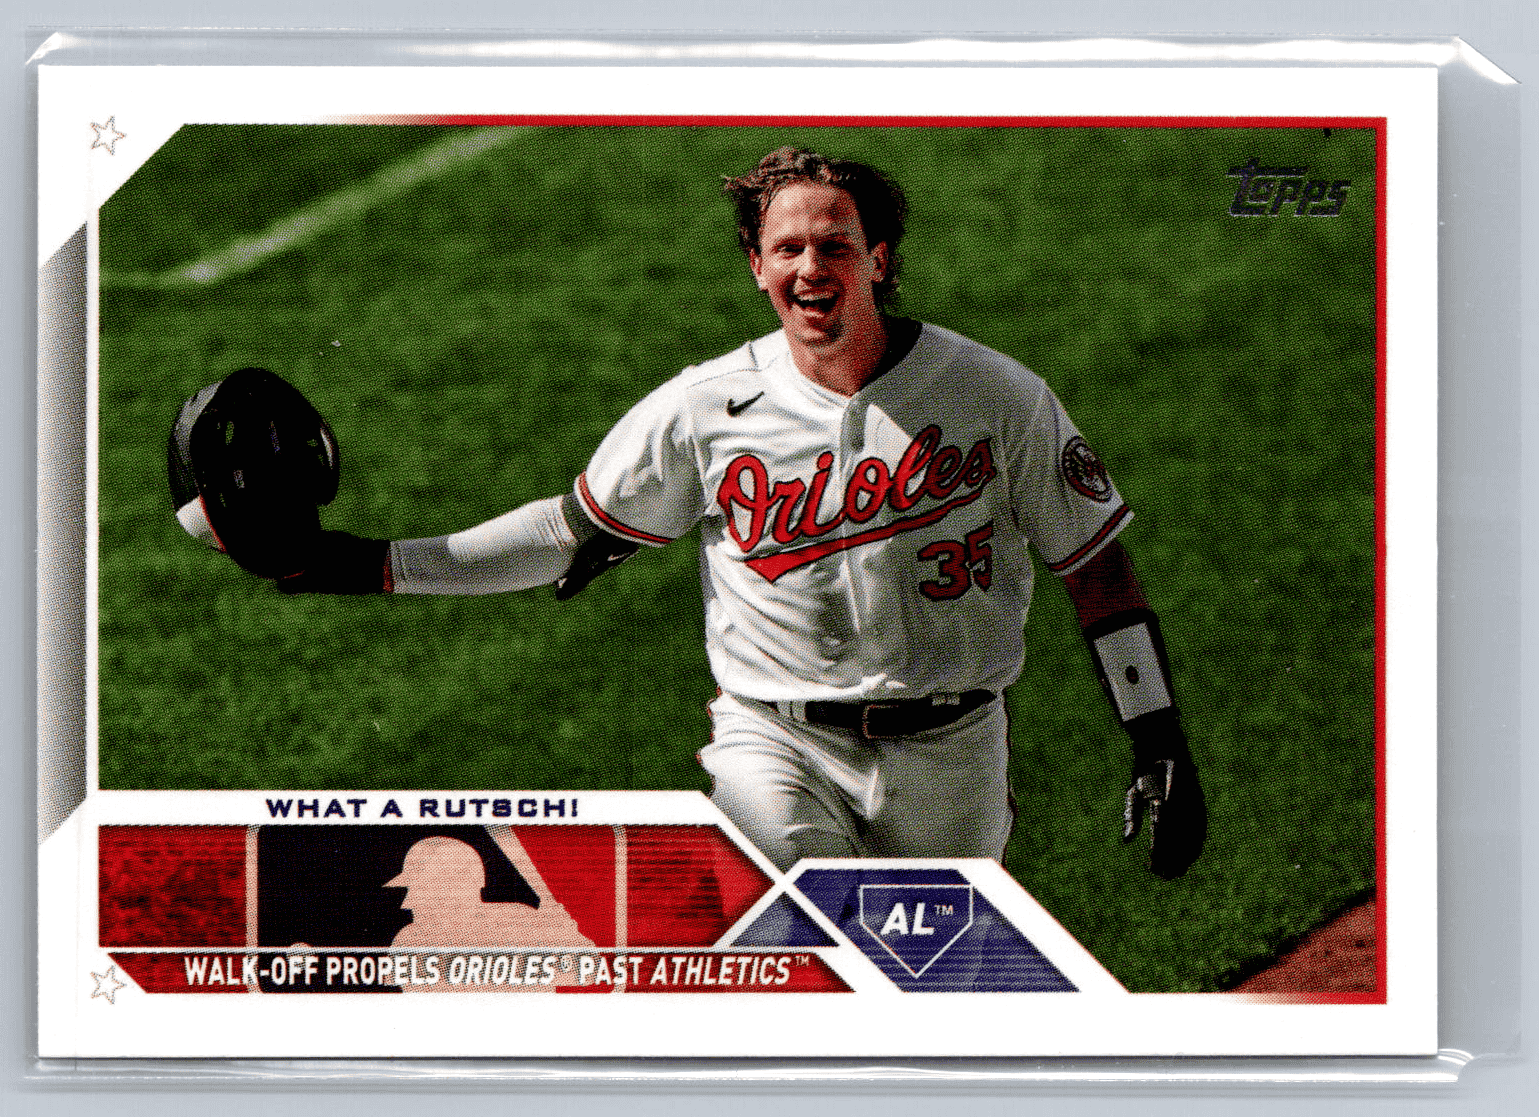 Topps
Orioles
35
WHAT A RUTSCH!
AL™
WALK-OFF PROPELS ORIOLES® PAST ATHLETICS™